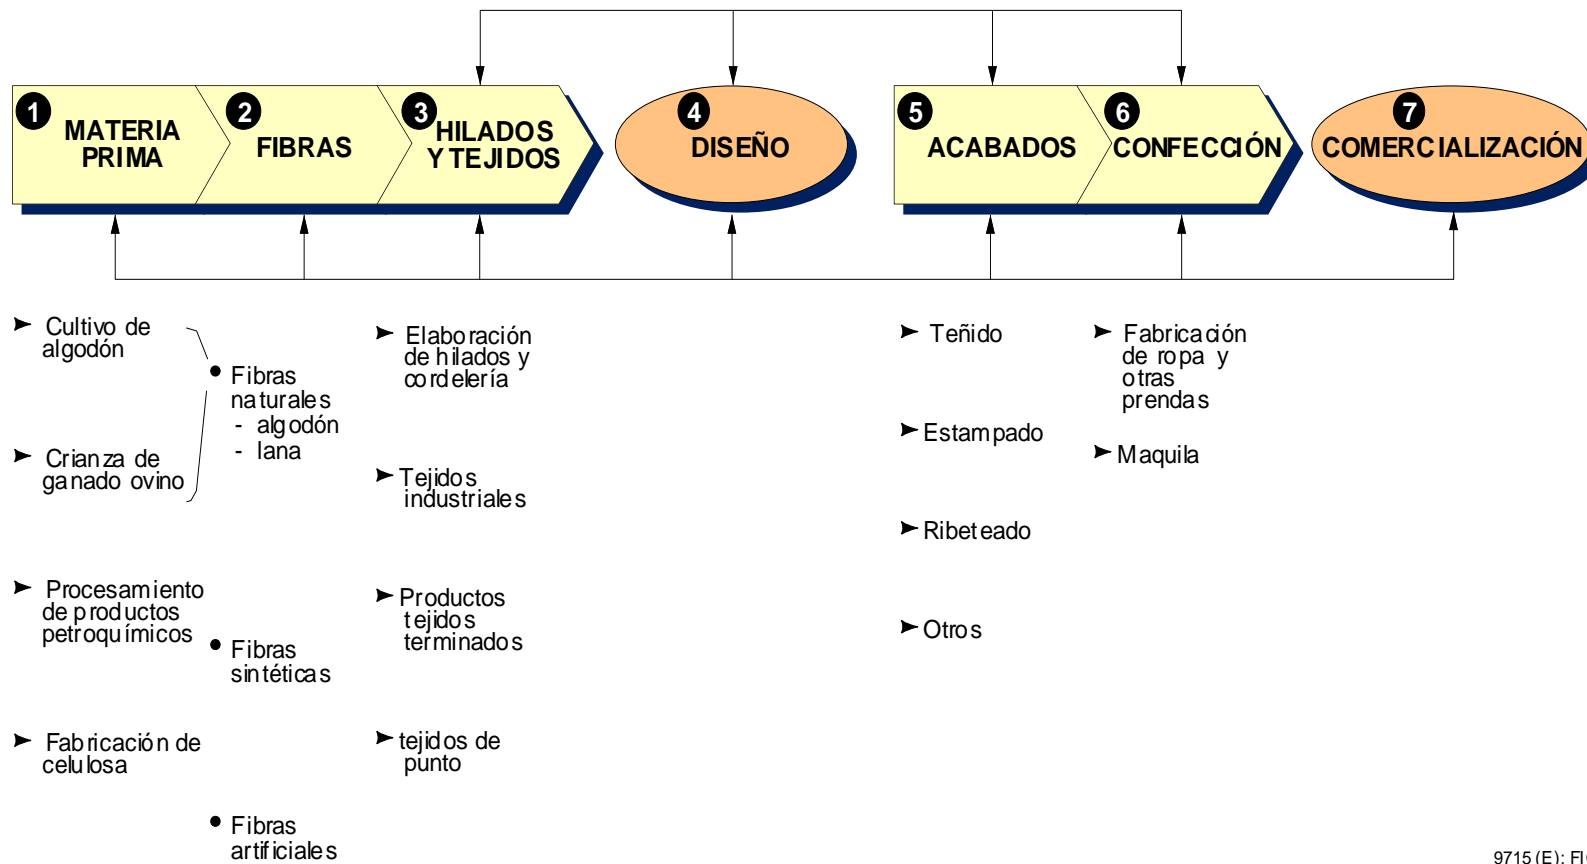 1
MATERIA
PRIMA
2
FIBRAS
3
HILADOS
Y TEJIDOS
4
DISEÑO
5
ACABADOS
6
CONFECCIÓN
7
COMERCIALIZACIÓN
Cultivo de
algodón
Crianza de
ganado ovino
Procesamiento
de productos
petroquímicos
Fabricación de
celulosa
Fibras
naturales
- algodón
- lana
Fibras
sintéticas
Fibras
artificiales
Elaboración
de hilados y
cordelería
Tejidos
industriales
Productos
tejidos
terminados
tejidos de
punto
Teñido
Estampado
Ribeteado
Otros
Fabricación
de ropa y
otras
prendas
Maquila
9715 (E): FI